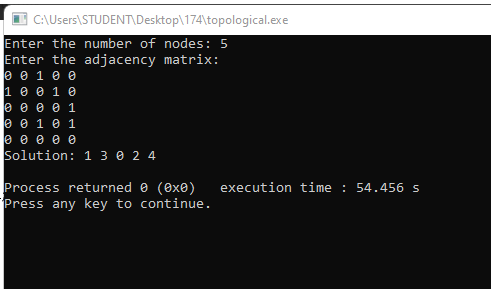 C:\Users\STUDENT\Desktop\174\topological.exe
Enter the number of nodes: 5
Enter the adjacency matrix:
0 0 1 0 0
1 0 0 1 0
0 0 0 0 1
0 0 1 0 1
0 0 0 0 0
Solution: 1 3 0 2 4
Process returned 0 (0x0)   execution time : 54.456 s
Press any key to continue.